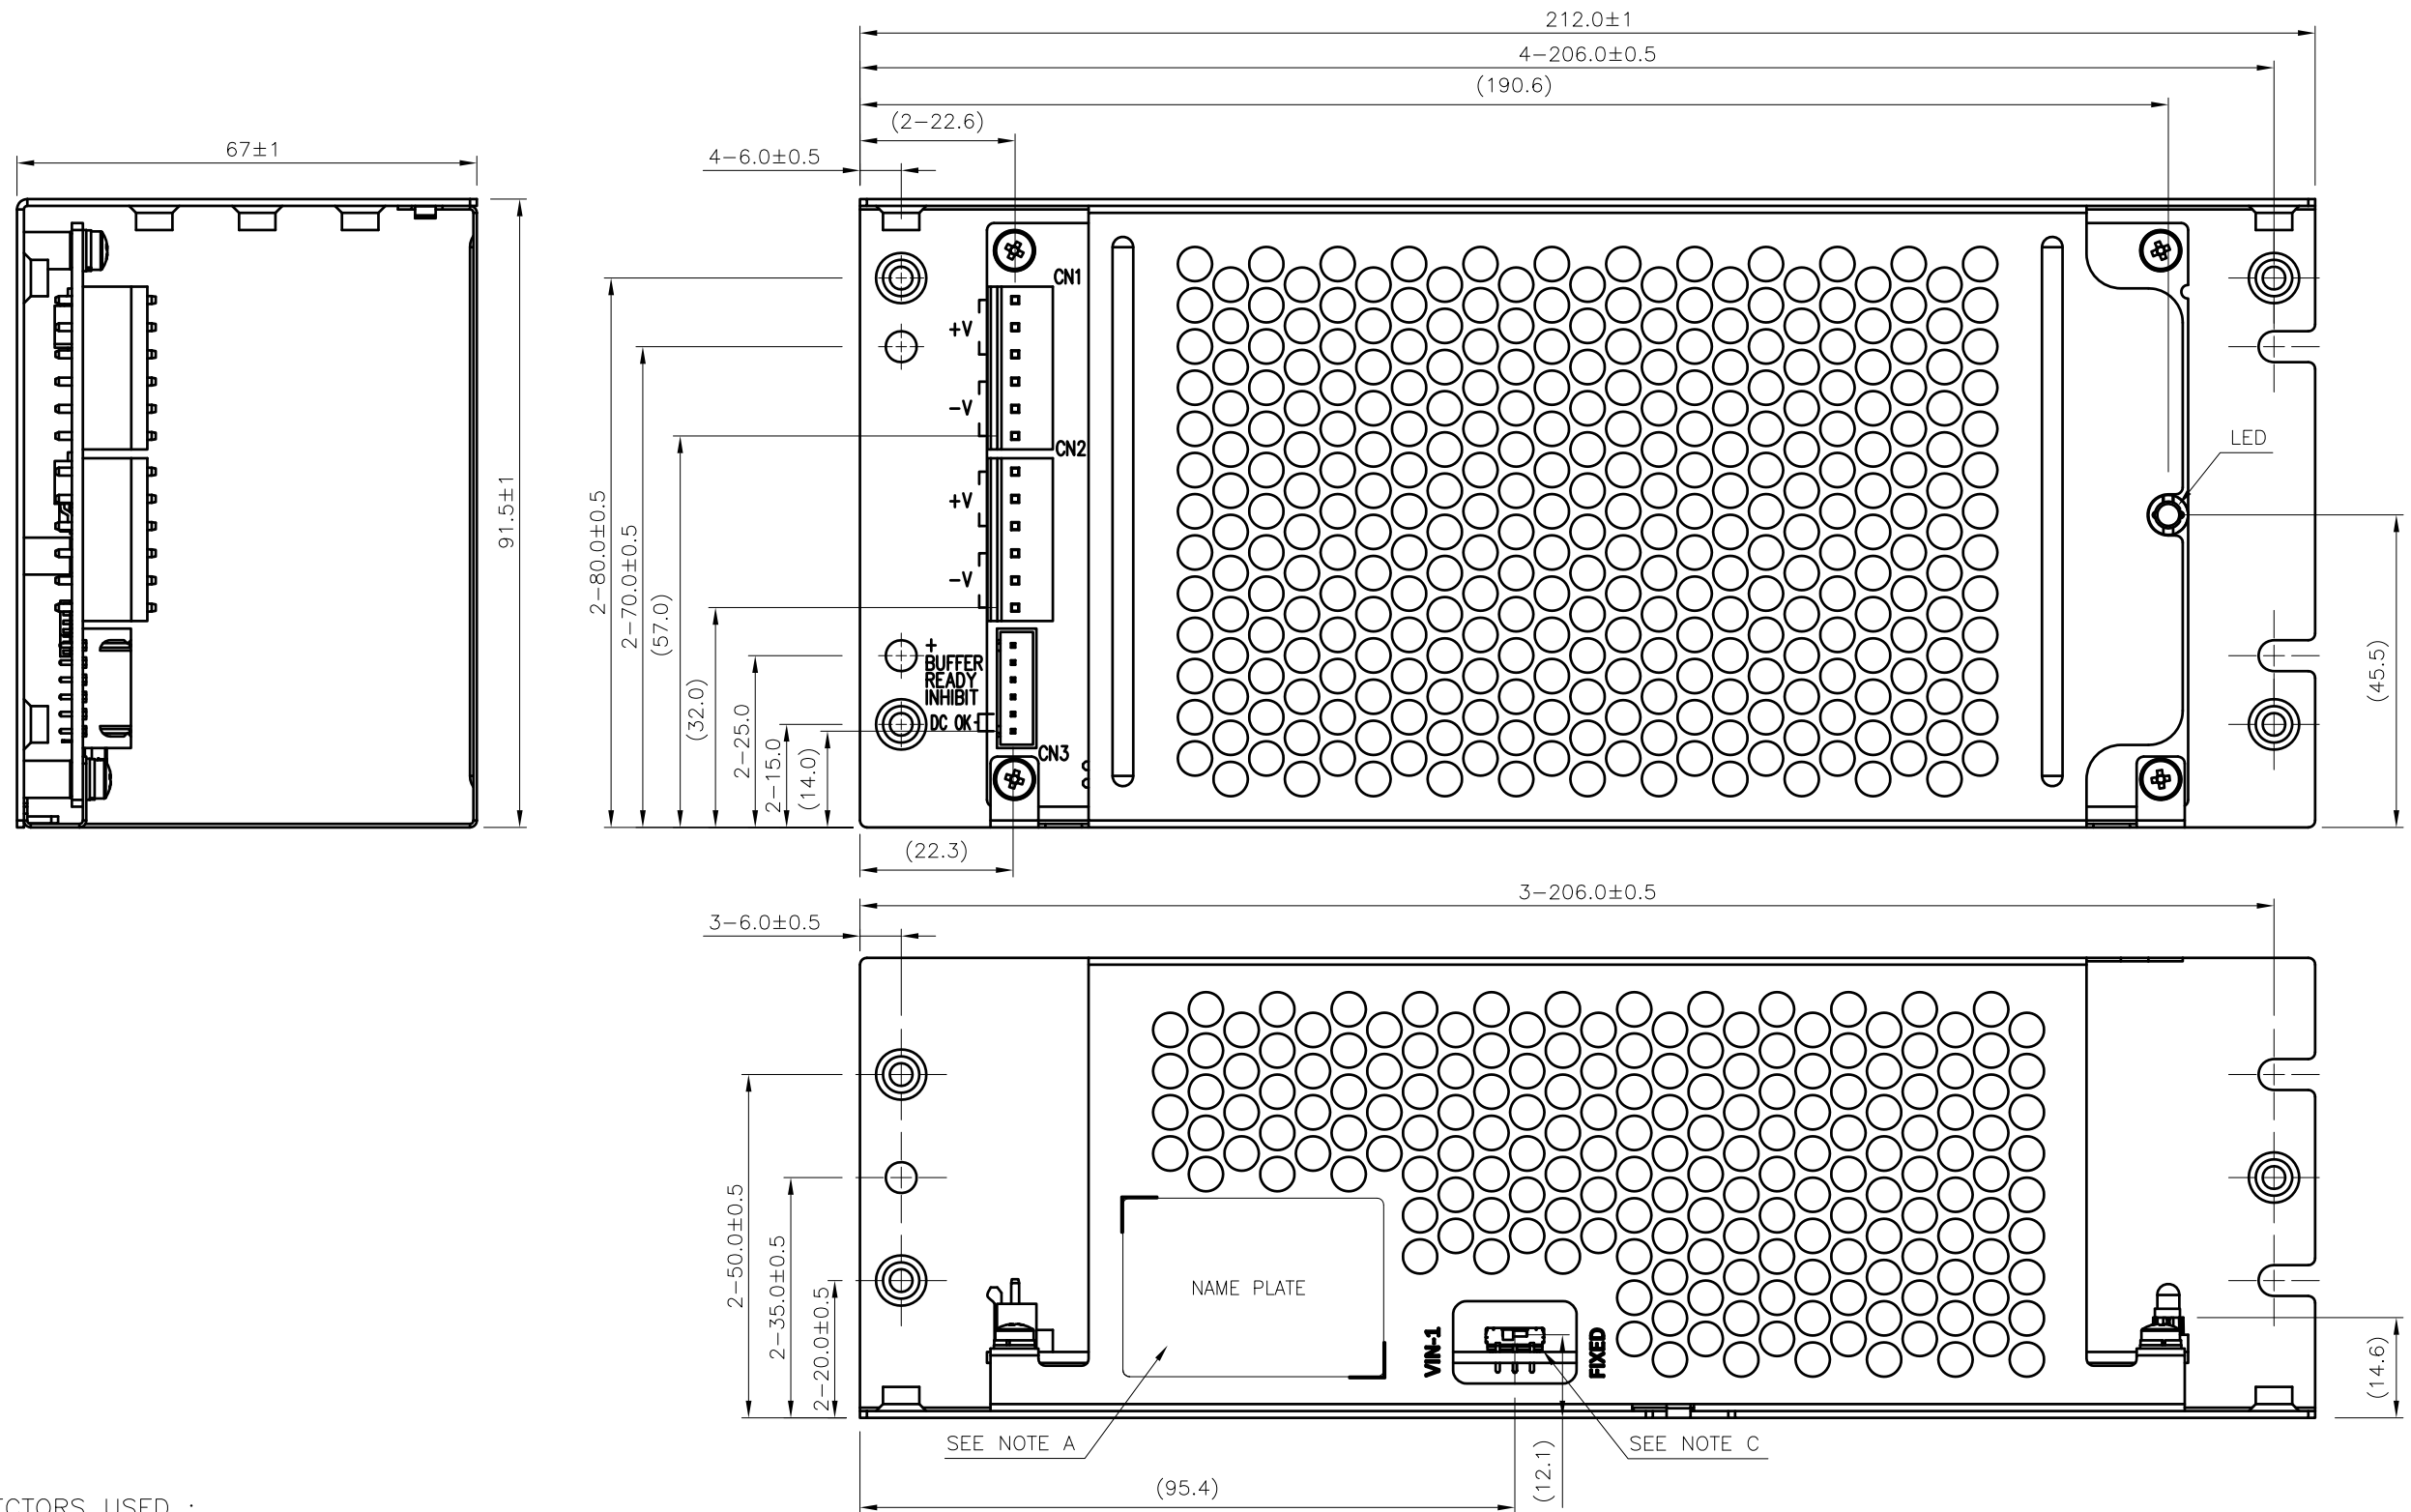 212.0±1
4-206.0±0.5
(190.6)
(2-22.6)
4-6.0±0.5
67±1
91.5±1
2-80.0±0.5
2-70.0±0.5
(57.0)
(32.0)
2-25.0
2-15.0
(14.0)
CN1
+V
-V
CN2
+V
-V
+
BUFFER
READY
INHIBIT
DC OK-
CN3
LED
(45.5)
(22.3)
3-206.0±0.5
3-6.0±0.5
2-50.0±0.5
2-35.0±0.5
2-20.0±0.5
NAME PLATE
VIN-1
FIXED
(14.6)
SEE NOTE A
SEE NOTE C
(12.1)
(95.4)
ECTORS USED :